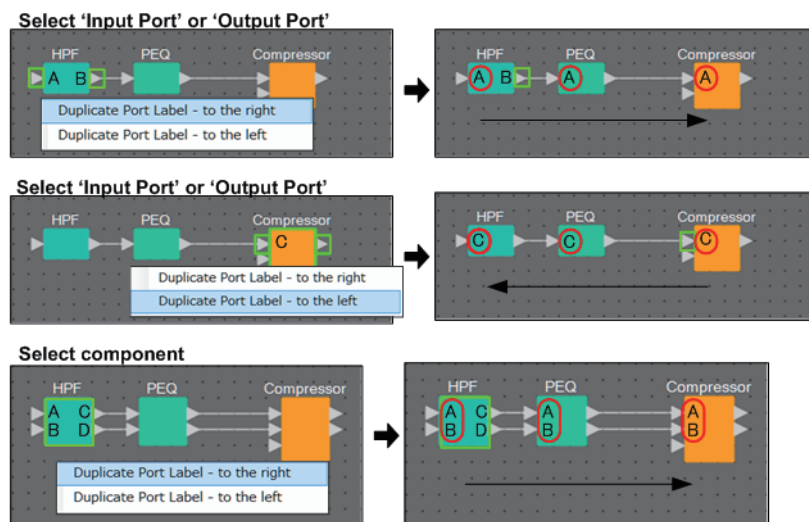 Select ‘Input Port’ or ‘Output Port’
HPF PEQ Compressor
A B
Duplicate Port Label - to the right
Duplicate Port Label - to the left
HPF PEQ Compressor
A B A A
Select ‘Input Port’ or ‘Output Port’
HPF PEQ Compressor
C
Duplicate Port Label - to the right
Duplicate Port Label - to the left
HPF PEQ Compressor
C C C
Select component
HPF PEQ Compressor
A C
B D
Duplicate Port Label - to the right
Duplicate Port Label - to the left
HPF PEQ Compressor
A C A A
B D B B